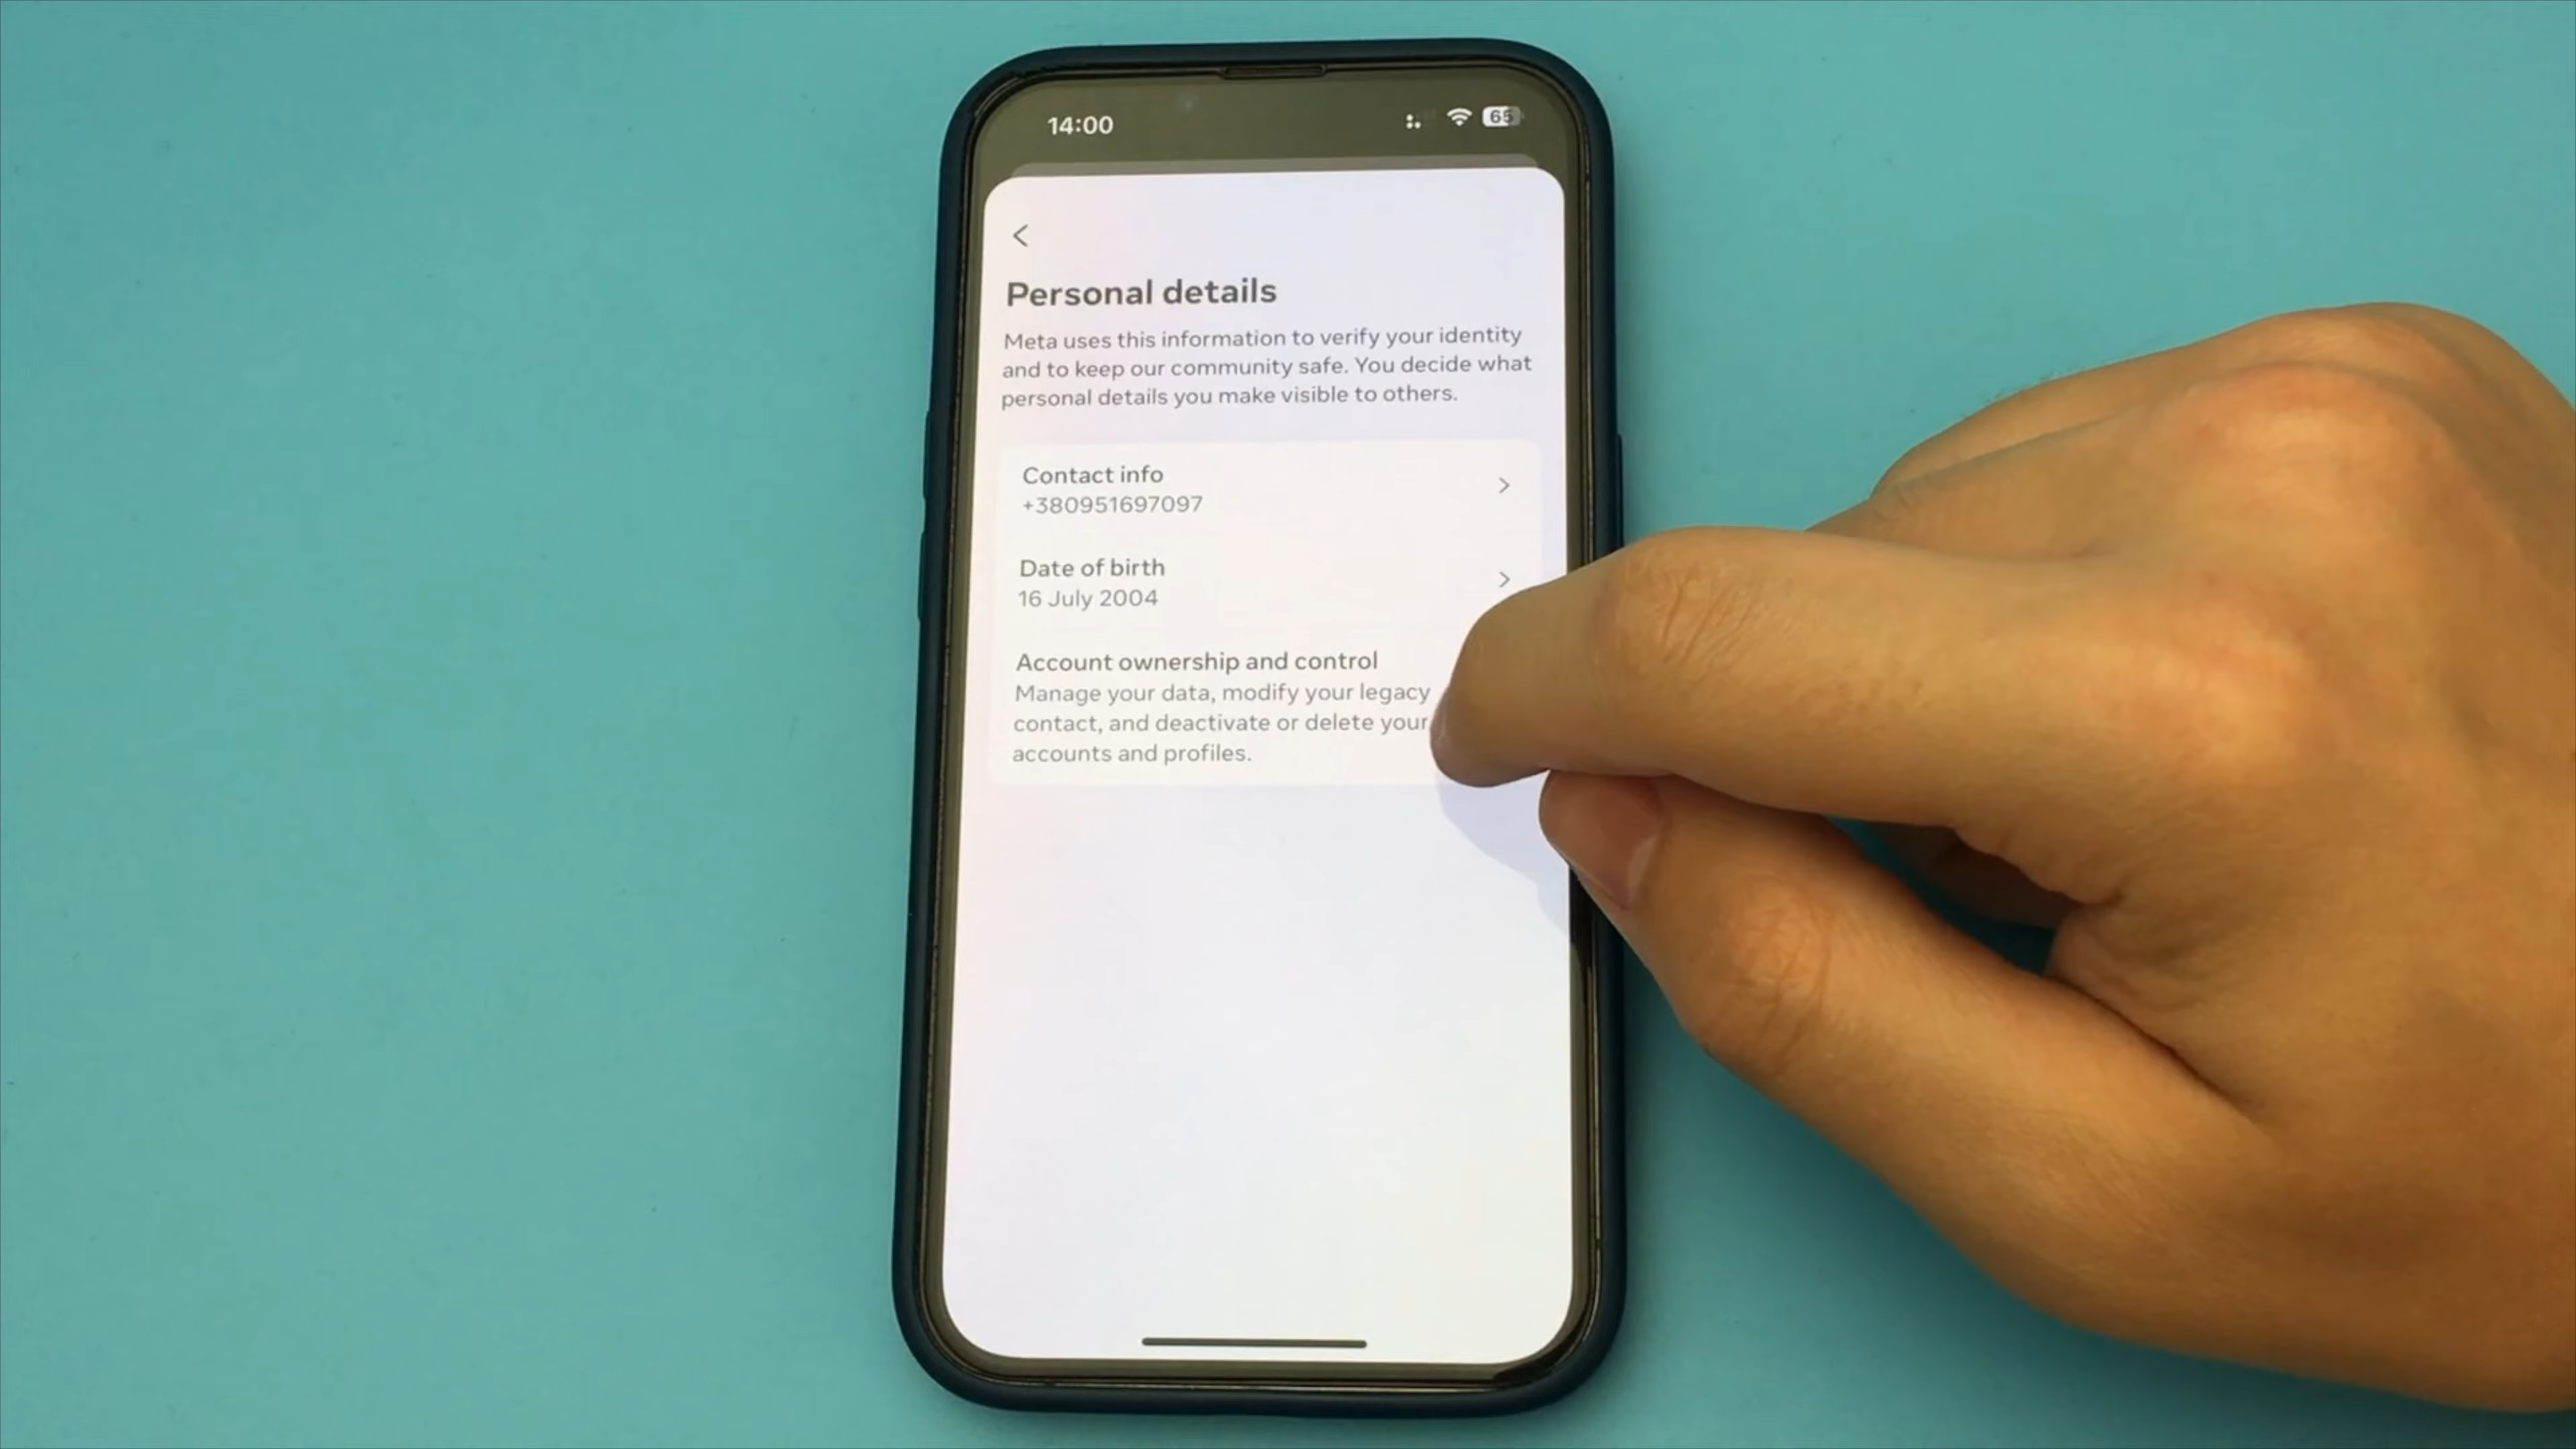 14:00
65
Personal details
Meta uses this information to verify your identity
and to keep our community safe. You decide what
personal details you make visible to others.
Contact info
+380951697097
Date of birth
16 July 2004
Account ownership and control
Manage your data, modify your legacy
contact, and deactivate or delete your
accounts and profiles.